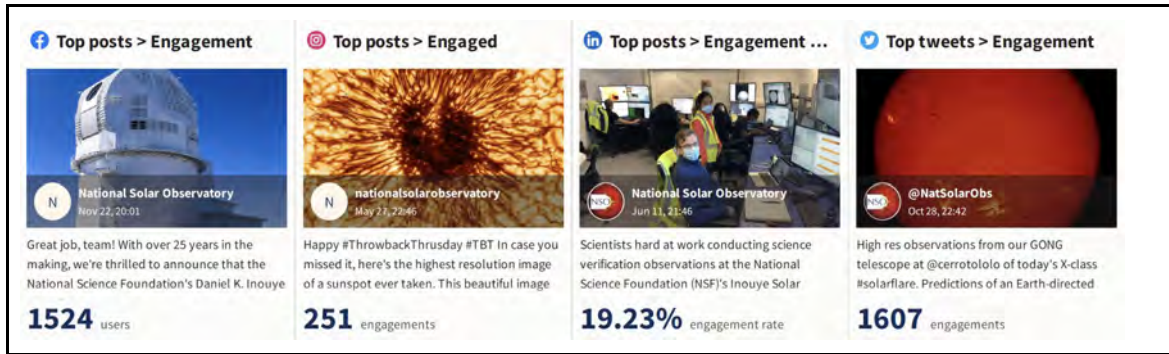 Top posts > Engagement
N
National Solar Observatory
Nov 22, 20:01
Great job, team! With over 25 years in the
making, we're thrilled to announce that the
National Science Foundation's Daniel K. Inouye
1524 users
Top posts > Engaged
N
nationalsolarobservatory
May 27, 22:46
Happy #ThrowbackThrusday #TBT In case you
missed it, here's the highest resolution image
of a sunspot ever taken. This beautiful image
251 engagements
in
Top posts > Engagement ...
NSO
National Solar Observatory
Jun 11, 21:46
Scientists hard at work conducting science
verification observations at the National
Science Foundation (NSF)'s Inouye Solar
19.23% engagement rate
Top tweets > Engagement
NSO
@NatSolarObs
Oct 28, 22:42
High res observations from our GONG
telescope at @cerrotololo of today's X-class
#solarflare. Predictions of an Earth-directed
1607 engagements